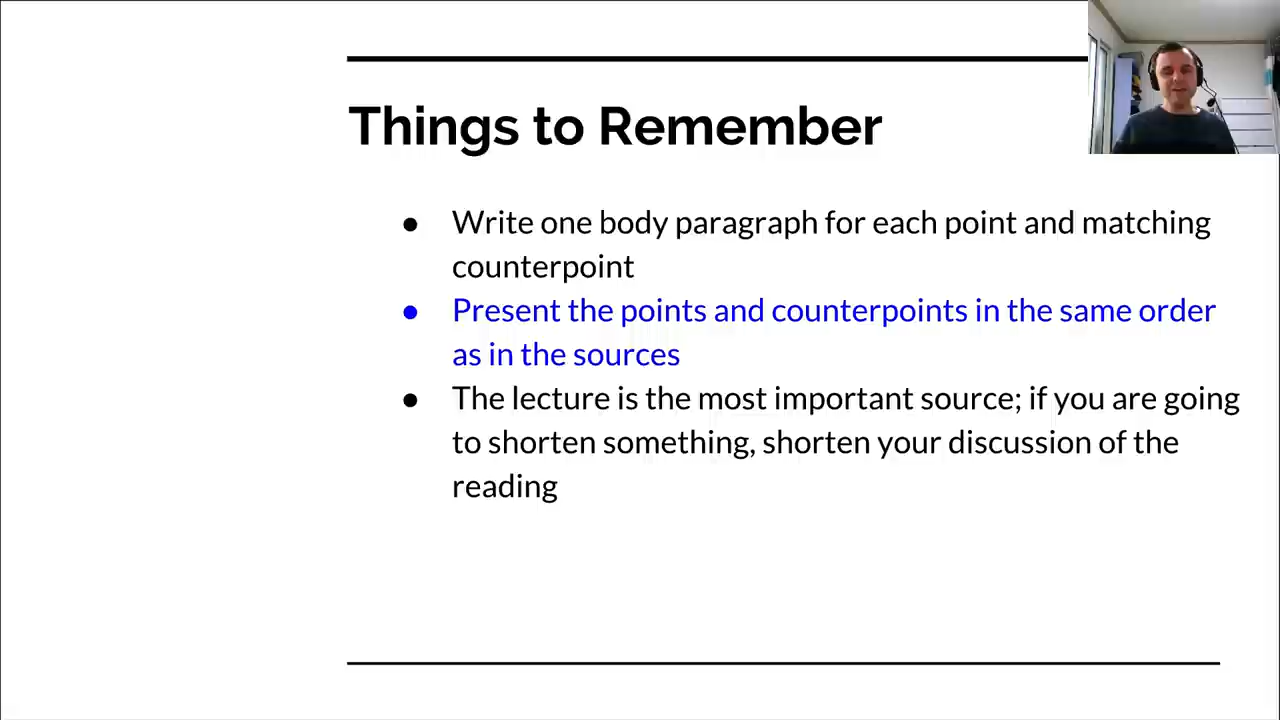 Things to Remember
● Write one body paragraph for each point and matching
counterpoint
● Present the points and counterpoints in the same order
as in the sources
● The lecture is the most important source; if you are going
to shorten something, shorten your discussion of the
reading